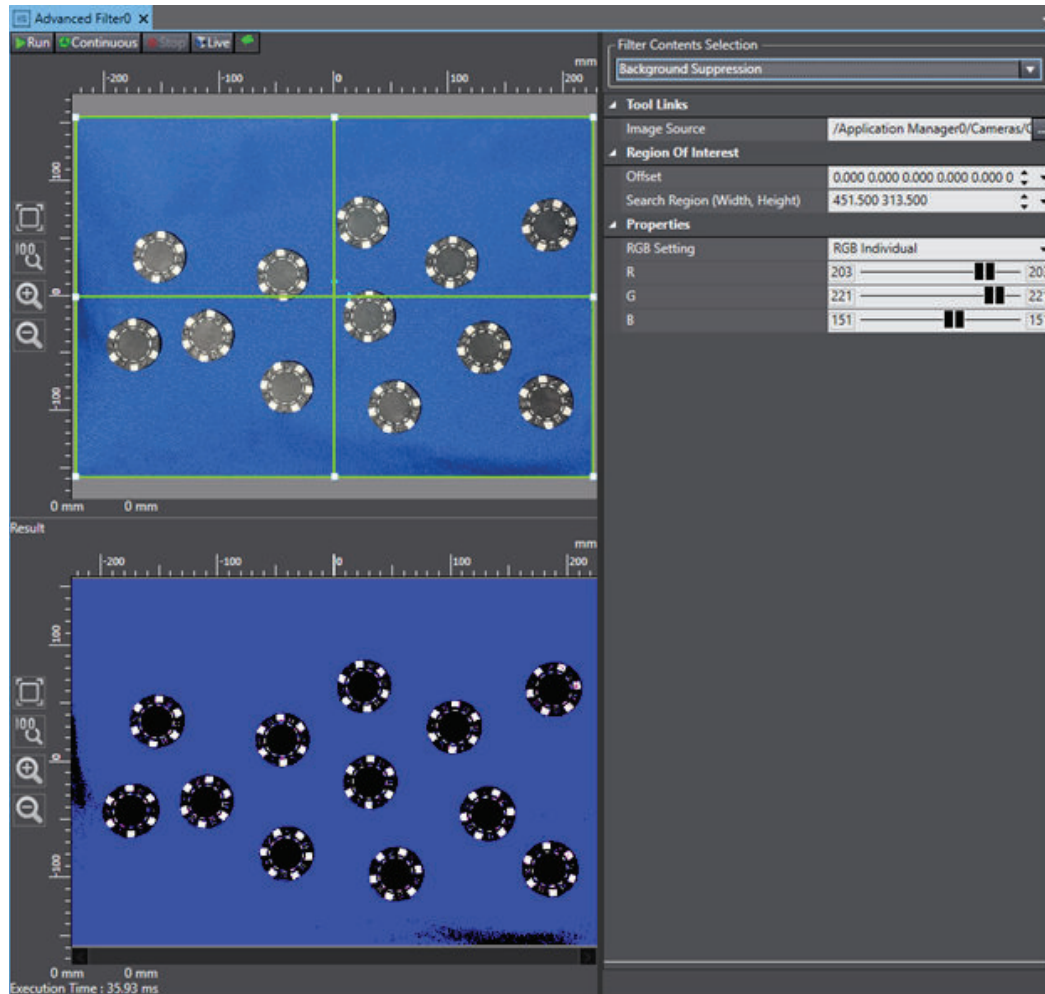 Advanced Filter0
Run Continuous Stop Live
mm
-200 -100 0 100 200
100
0
-100
0 mm 0 mm
Result
mm
-200 -100 0 100 200
100
0
-100
0 mm 0 mm
Execution Time : 35.93 ms
Filter Contents Selection
Background Suppression
Tool Links
Image Source /Application Manager0/Cameras/C ...
Region Of Interest
Offset 0.000 0.000 0.000 0.000 0.000 0
Search Region (Width, Height) 451.500 313.500
Properties
RGB Setting RGB Individual
R 203 203
G 221 221
B 151 151